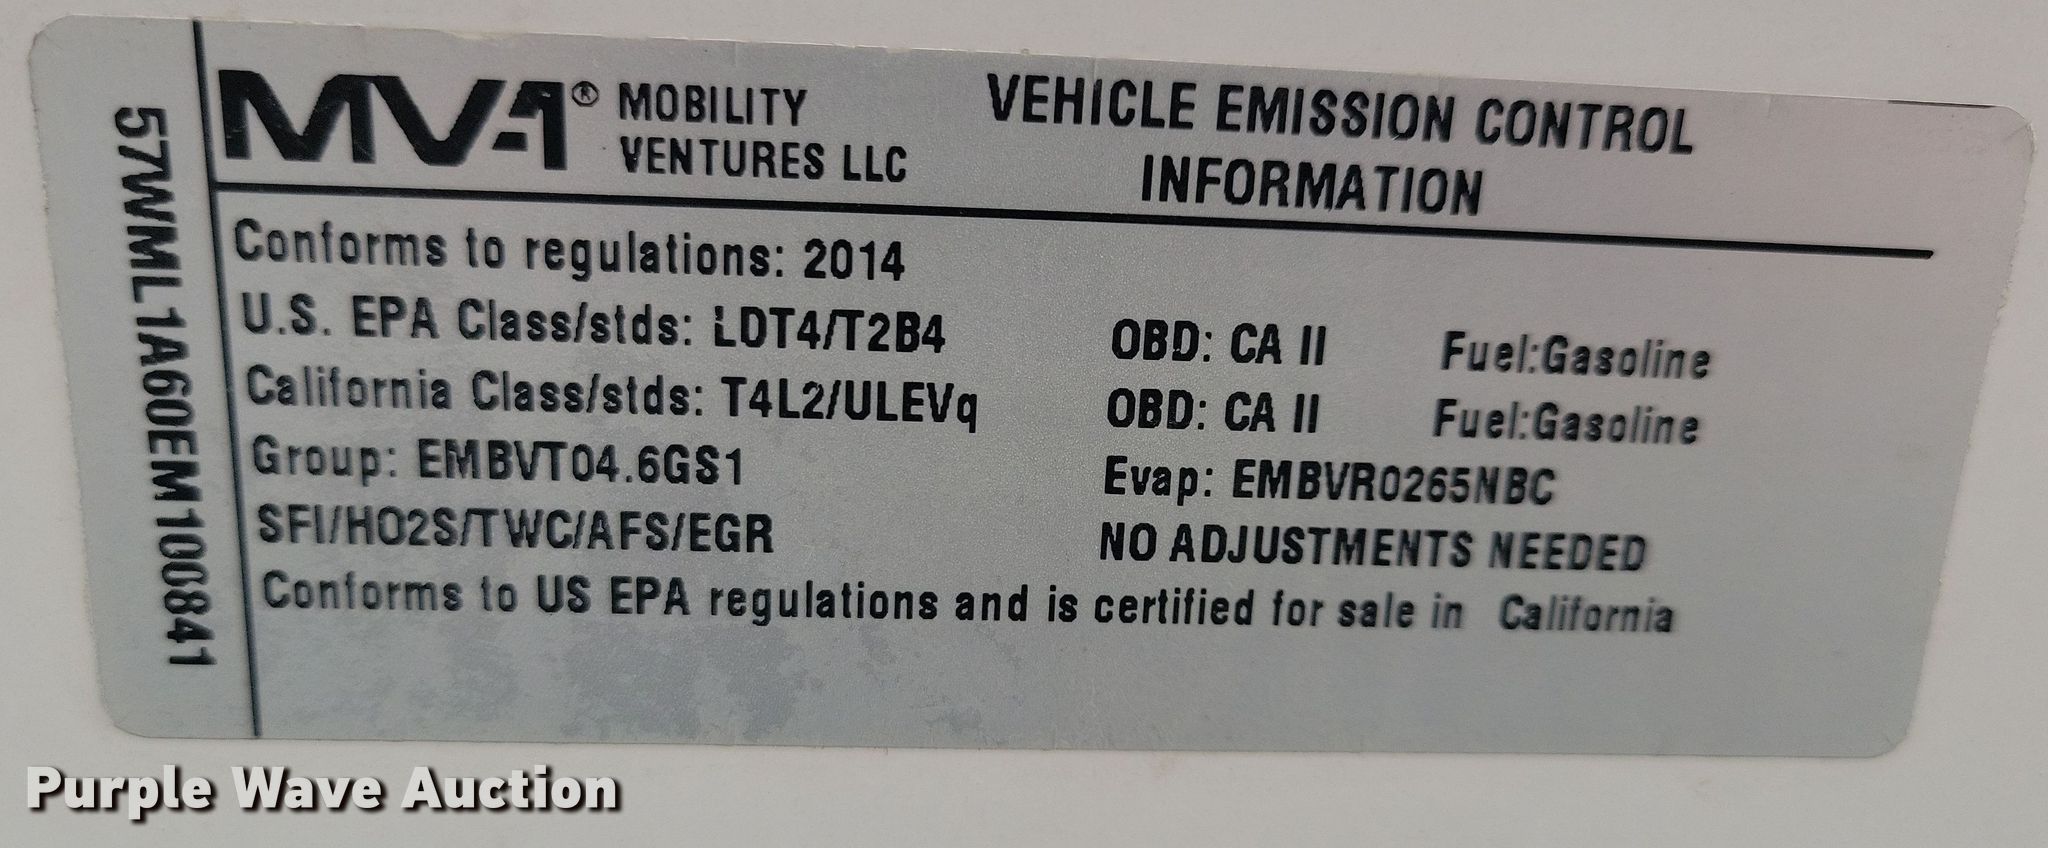 57WML1A60EM100841
MVA® MOBILITY VENTURES LLC
VEHICLE EMISSION CONTROL
INFORMATION
Conforms to regulations: 2014
U.S. EPA Class/stds: LDT4/T2B4 OBD: CA II Fuel:Gasoline
California Class/stds: T4L2/ULEVq OBD: CA II Fuel:Gasoline
Group: EMBVT04.6GS1 Evap: EMBVR0265NBC
SFI/HO2S/TWC/AFS/EGR NO ADJUSTMENTS NEEDED
Conforms to US EPA regulations and is certified for sale in California
Purple Wave Auction